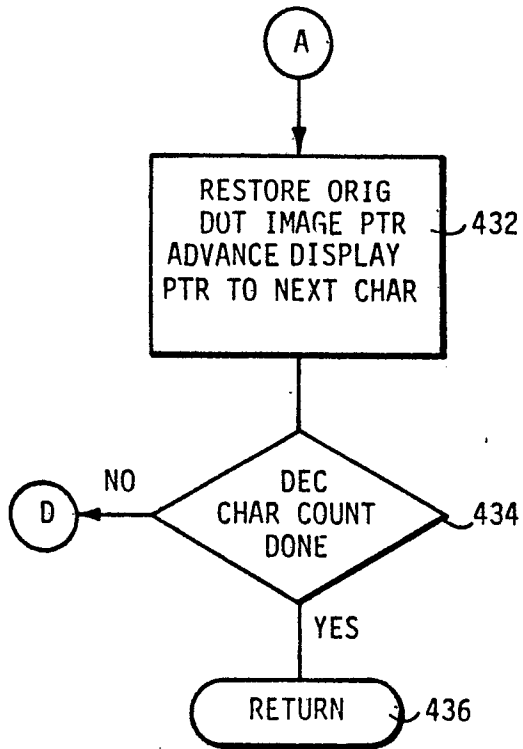 A
RESTORE ORIG
DOT IMAGE PTR
ADVANCE DISPLAY
PTR TO NEXT CHAR
432
DEC
CHAR COUNT
DONE
434
NO
D
YES
RETURN
436